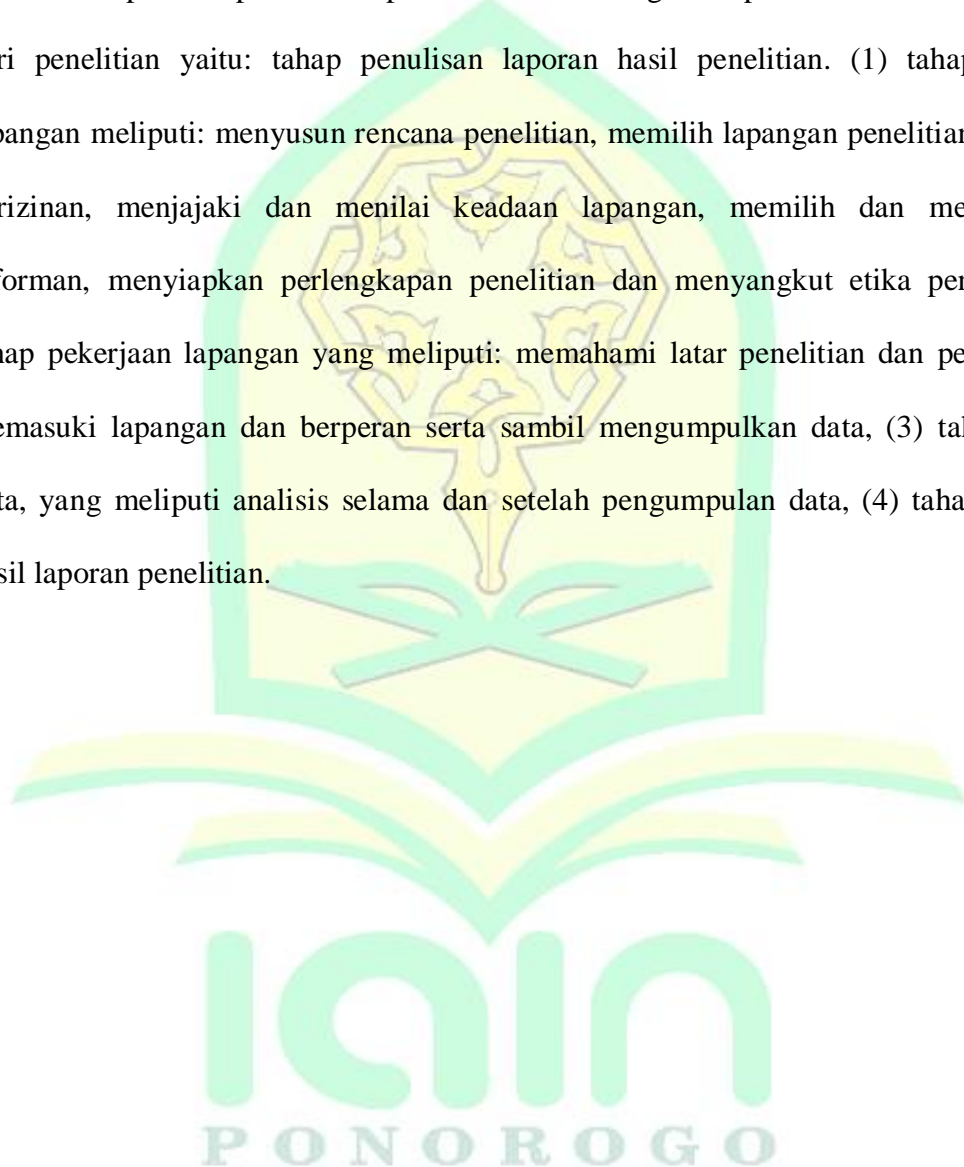 ri penelitian yaitu: tahap penulisan laporan hasil penelitian. (1) tahap
pangan meliputi: menyusun rencana penelitian, memilih lapangan penelitian
rizinan, menjajaki dan menilai keadaan lapangan, memilih dan me
forman, menyiapkan perlengkapan penelitian dan menyangkut etika per
hap pekerjaan lapangan yang meliputi: memahami latar penelitian dan pe
emasuki lapangan dan berperan serta sambil mengumpulkan data, (3) ta
ta, yang meliputi analisis selama dan setelah pengumpulan data, (4) taha
sil laporan penelitian.
iain
PONOROGO